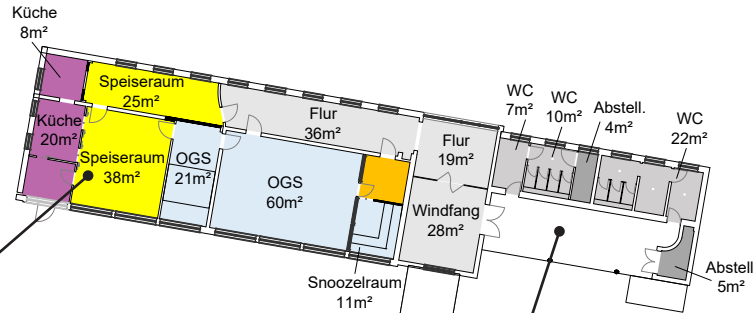 Küche
8m²
Speiseraum
25m²
Küche
20m²
Speiseraum
38m²
OGS
21m²
Flur
36m²
OGS
60m²
Snoozelraum
11m²
Flur
19m²
Windfang
28m²
WC
7m²
WC
10m²
Abstell.
4m²
WC
22m²
Abstell
5m²